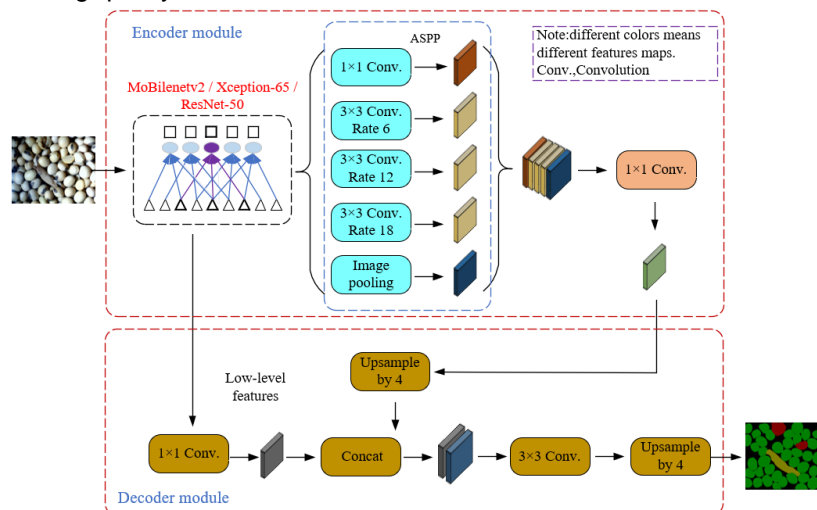 Encoder module
ASPP
Note:different colors means
different features maps.
Conv.,Convolution
MoBilenetv2 / Xception-65 /
ResNet-50
1×1 Conv.
3×3 Conv.
Rate 6
3×3 Conv.
Rate 12
3×3 Conv.
Rate 18
Image
pooling
1×1 Conv.
Upsample
by 4
Low-level
features
1×1 Conv.
Concat
3×3 Conv.
Upsample
by 4
Decoder module